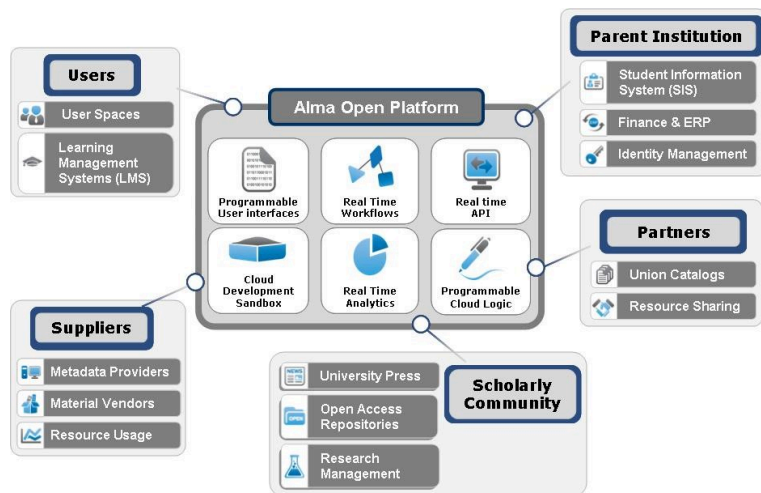 Users
User Spaces
Learning
Management
Systems (LMS)
Alma Open Platform
Programmable
User interfaces
Real Time
Workflows
Real time
API
Cloud
Development
Sandbox
Real Time
Analytics
Programmable
Cloud Logic
Parent Institution
Student Information
System (SIS)
Finance & ERP
Identity Management
Partners
Union Catalogs
Resource Sharing
Suppliers
Metadata Providers
Material Vendors
Resource Usage
Scholarly
Community
NEWS
University Press
OPEN
Open Access
Repositories
Research
Management